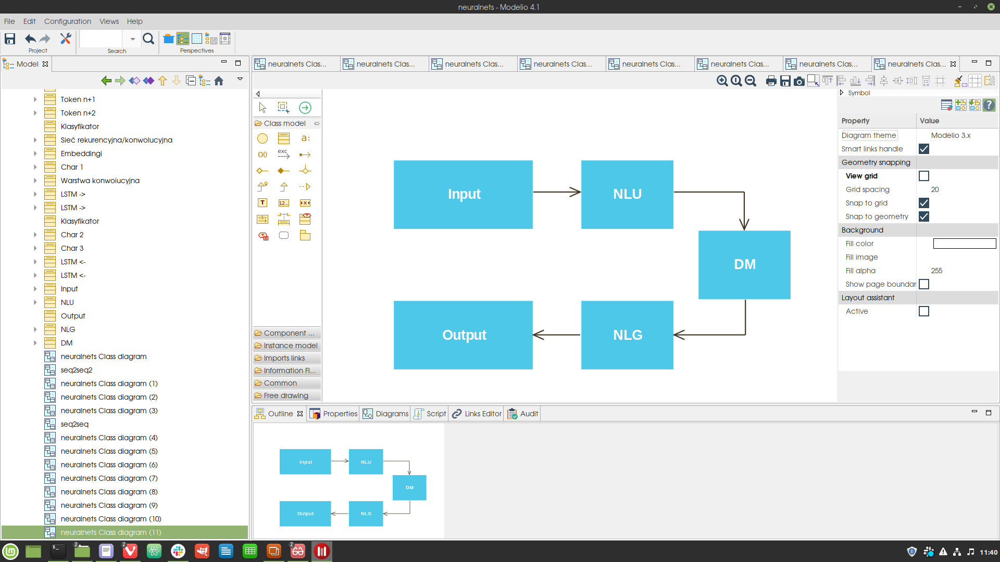 neuralnets - Modelio 4.1
File Edit Configuration Views Help
Project Search Perspectives
Model
neuralnets Clas... neuralnets Clas... neuralnets Clas... neuralnets Clas... neuralnets Clas... neuralnets Clas... neuralnets Clas... neuralnets Clas...
Token n+1
Token n+2
Klasyfikator
Sieć rekurencyjna/konwolucyjna
Embeddingi
Char 1
Warstwa konwolucyjna
LSTM ->
LSTM ->
Klasyfikator
Char 2
Char 3
LSTM <-
LSTM <-
Input
NLU
Output
NLG
DM
neuralnets Class diagram
seq2seq2
neuralnets Class diagram (1)
neuralnets Class diagram (2)
neuralnets Class diagram (3)
seq2seq
neuralnets Class diagram (4)
neuralnets Class diagram (5)
neuralnets Class diagram (6)
neuralnets Class diagram (7)
neuralnets Class diagram (8)
neuralnets Class diagram (9)
neuralnets Class diagram (10)
neuralnets Class diagram (11)
Class model
a:
O()
exc
T
12...
Component ...
Instance model
Imports links
Information Fl...
Common
Free drawing
Input
NLU
DM
NLG
Output
Symbol
Property Value
Diagram theme Modelio 3.x
Smart links handle
Geometry snapping
View grid
Grid spacing 20
Snap to grid
Snap to geometry
Background
Fill color
Fill image
Fill alpha 255
Show page boundar
Layout assistant
Active
Outline Properties Diagrams Script Links Editor Audit
Input
NLU
DM
NLG
Output
2 2 2
11:40